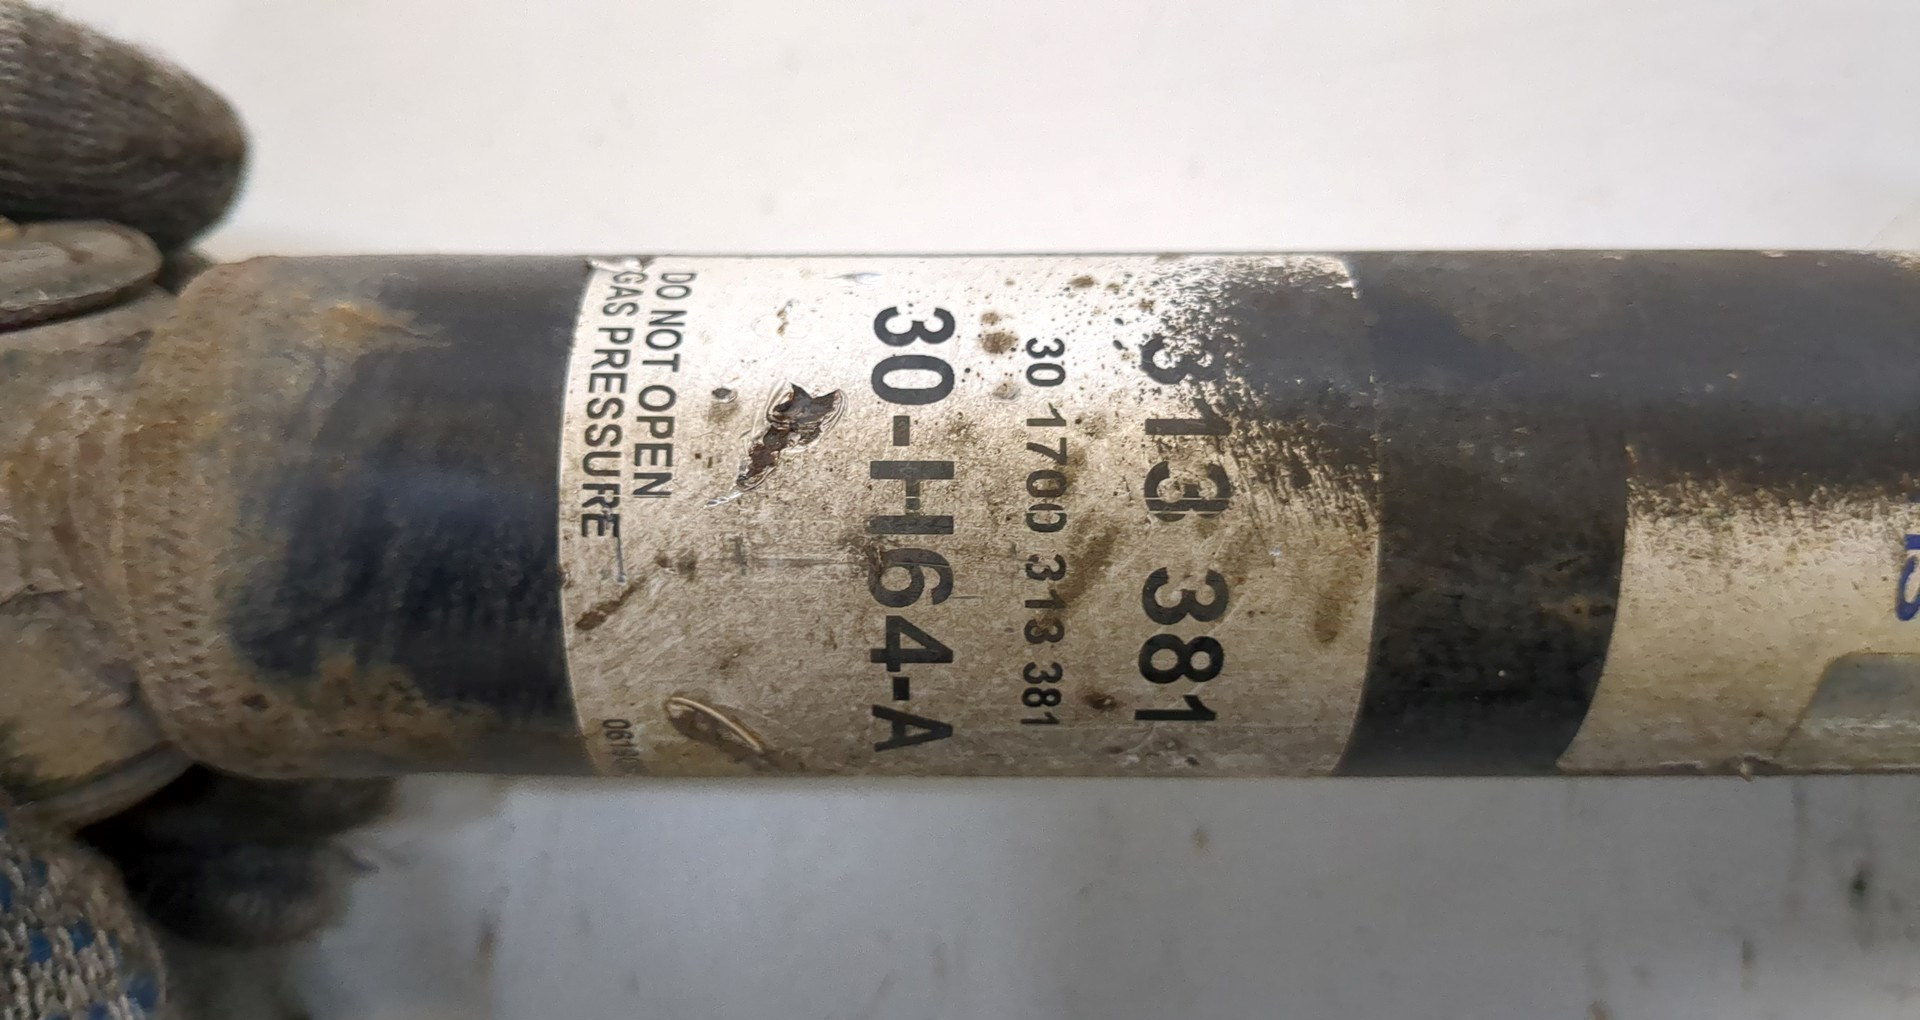 313 381
30 1700 313 381
30-H64-A
DO NOT OPEN
GAS PRESSURE